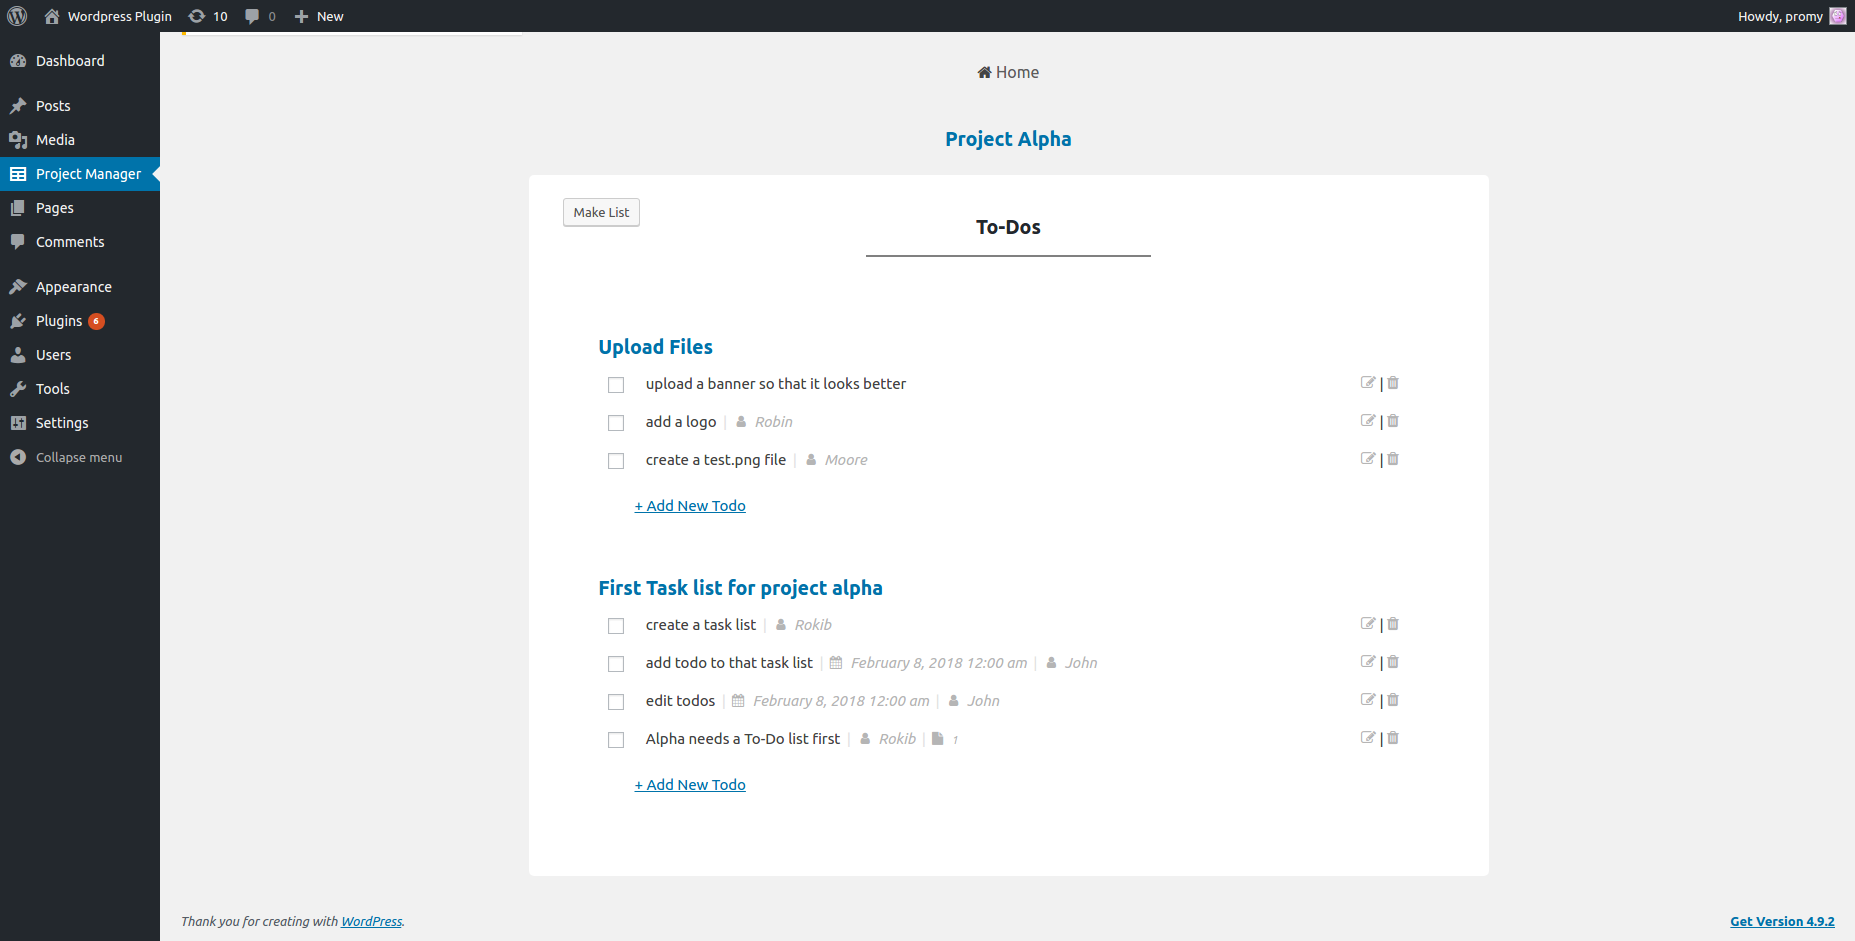 Wordpress Plugin 10 0 New Howdy, promy
Dashboard
Posts
Media
Project Manager
Pages
Comments
Appearance
Plugins 6
Users
Tools
Settings
Collapse menu
Home
Project Alpha
Make List
To-Dos
Upload Files
upload a banner so that it looks better |
add a logo | Robin |
create a test.png file | Moore |
+ Add New Todo
First Task list for project alpha
create a task list | Rokib |
add todo to that task list | February 8, 2018 12:00 am | John |
edit todos | February 8, 2018 12:00 am | John |
Alpha needs a To-Do list first | Rokib | 1 |
+ Add New Todo
Thank you for creating with WordPress.
Get Version 4.9.2